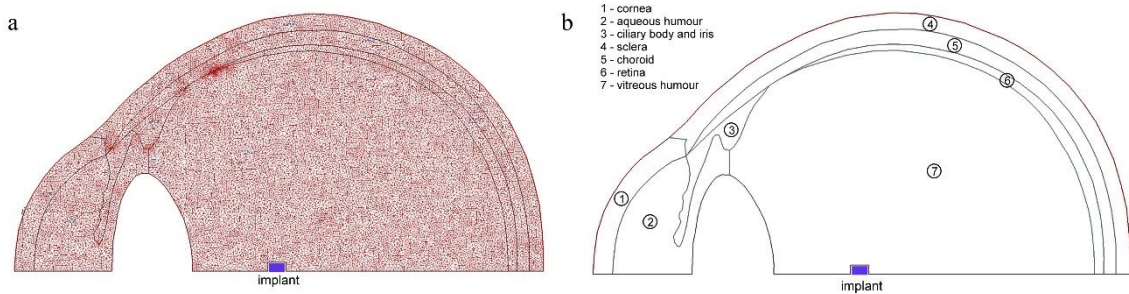 a
implant
b
1 - cornea
2 - aqueous humour
3 - ciliary body and iris
4 - sclera
5 - choroid
6 - retina
7 - vitreous humour
4
5
6
3
7
1
2
implant